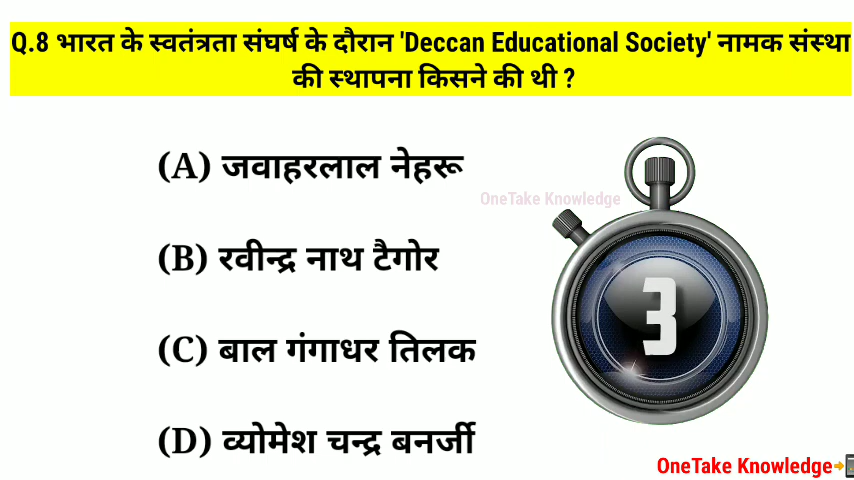 Q.8 भारत के स्वतंत्रता संघर्ष के दौरान 'Deccan Educational Society' नामक संस्था
की स्थापना किसने की थी ?
(A) जवाहरलाल नेहरू
OneTake Knowledge
(B) रवीन्द्र नाथ टैगोर
3
(C) बाल गंगाधर तिलक
(D) व्योमेश चन्द्र बनर्जी
OneTake Knowledge